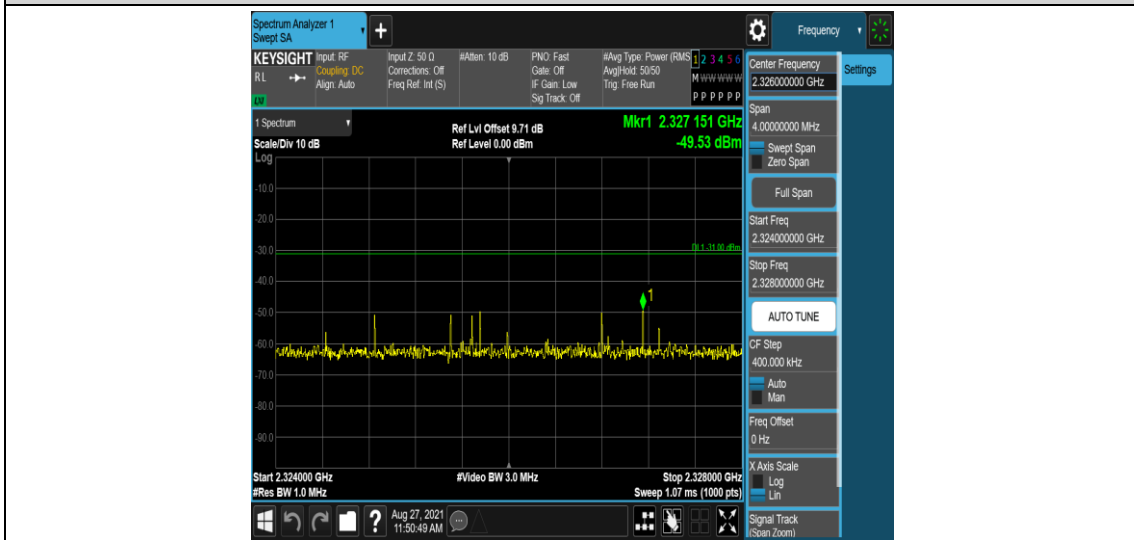 Spectrum Analyzer 1
Swept SA
+
Frequency
KEYSIGHT
RL
LXI
Input: RF
Coupling: DC
Align: Auto
Input Z: 50 Ω
Corrections: Off
Freq Ref: Int (S)
#Atten: 10 dB
PNO: Fast
Gate: Off
IF Gain: Low
Sig Track: Off
#Avg Type: Power (RMS
Avg|Hold: 50/50
Trig: Free Run
1 2 3 4 5 6
M W W W W W
P P P P P P
1 Spectrum
Scale/Div 10 dB
Log
Ref Lvl Offset 9.71 dB
Ref Level 0.00 dBm
Mkr1 2.327 151 GHz
-49.53 dBm
-10.0
-20.0
-30.0
DL1 -31.00 dBm
-40.0
1
-50.0
-60.0
-70.0
-80.0
-90.0
Start 2.324000 GHz
#Res BW 1.0 MHz
#Video BW 3.0 MHz
Stop 2.328000 GHz
Sweep 1.07 ms (1000 pts)
Center Frequency
2.326000000 GHz
Settings
Span
4.00000000 MHz
Swept Span
Zero Span
Full Span
Start Freq
2.324000000 GHz
Stop Freq
2.328000000 GHz
AUTO TUNE
CF Step
400.000 kHz
Auto
Man
Freq Offset
0 Hz
X Axis Scale
Log
Lin
Signal Track
(Span Zoom)
?
Aug 27, 2021
11:50:49 AM